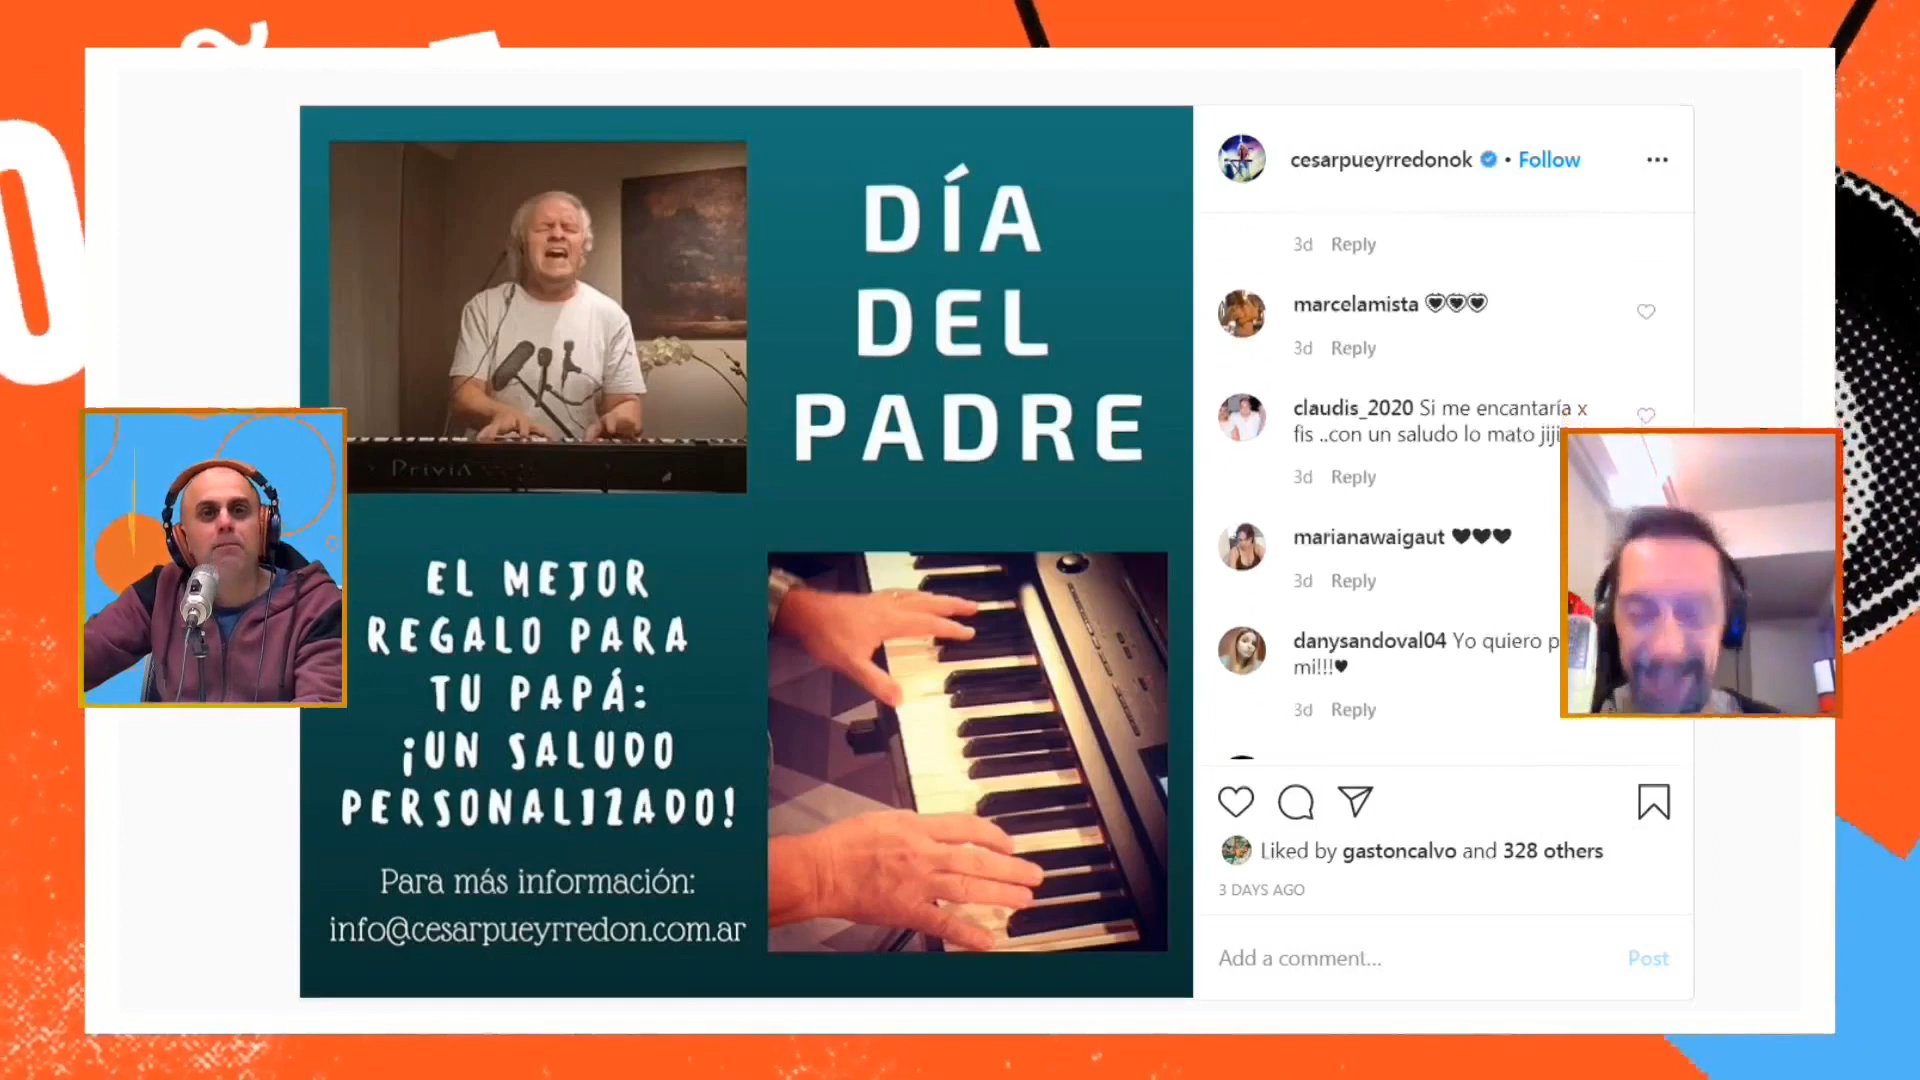 DÍA
DEL
PADRE
Privia
EL MEJOR
REGALO PARA
TU PAPÁ:
¡UN SALUDO
PERSONALIZADO!
Para más información:
info@cesarpueyrredon.com.ar
cesarpueyrredonok • Follow
3d Reply
marcelamista
3d Reply
claudis_2020 Si me encantaría x
fis ..con un saludo lo mato jiji
3d Reply
marianawaigaut
3d Reply
danysandoval04 Yo quiero p
mi!!!
3d Reply
Liked by gastoncalvo and 328 others
3 DAYS AGO
Add a comment...
Post